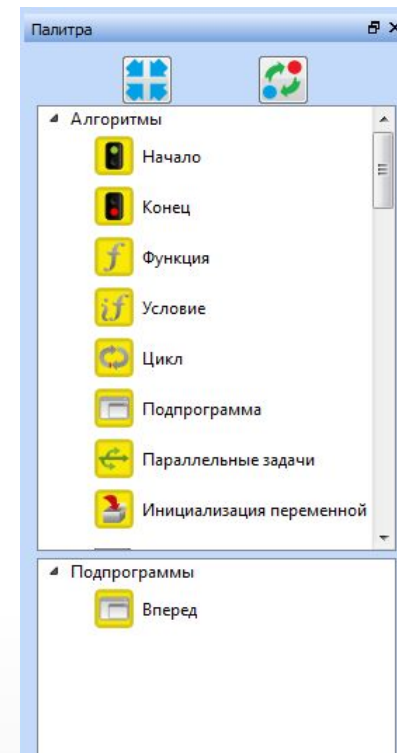 Палитра
Алгоритмы
Начало
Конец
Функция
Условие
Цикл
Подпрограмма
Параллельные задачи
Инициализация переменной
Подпрограммы
Вперед